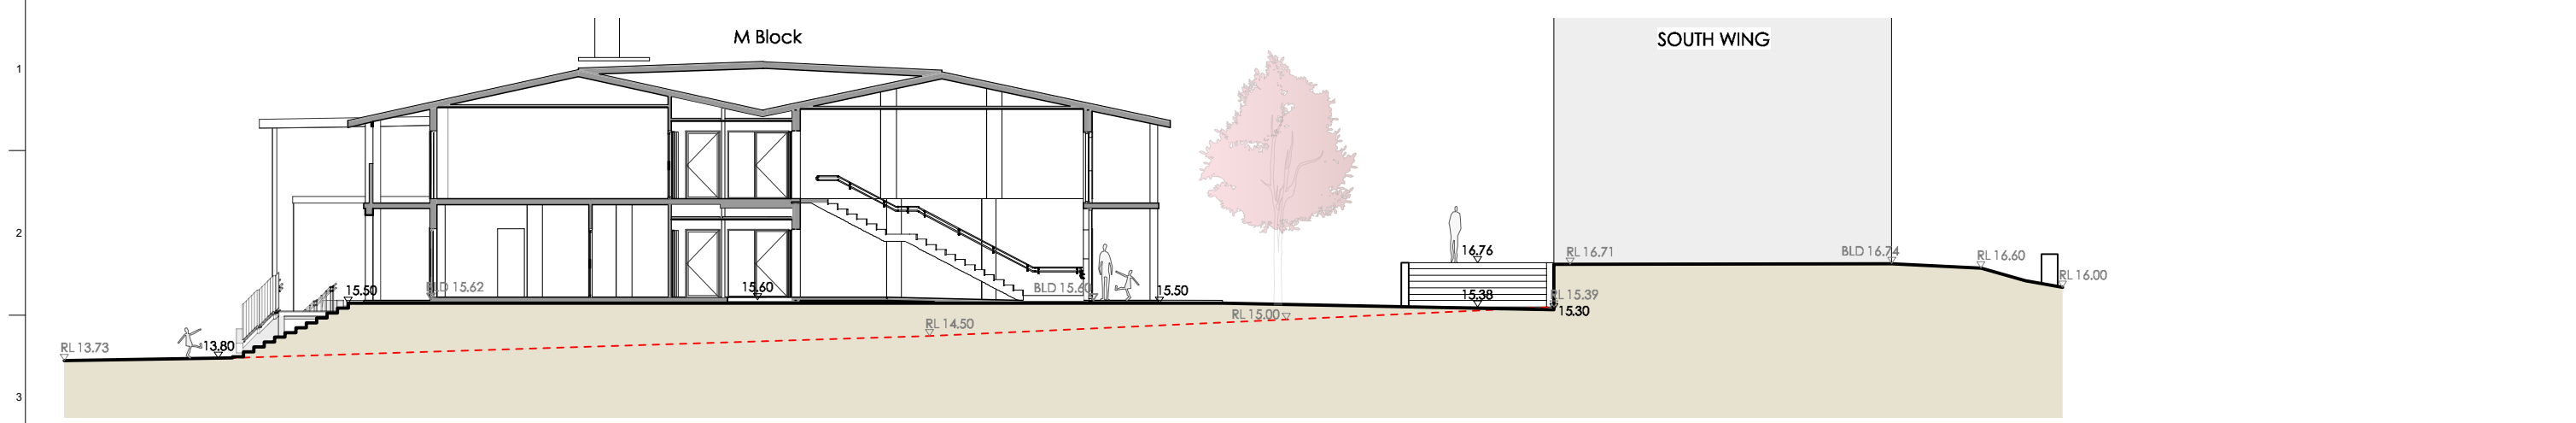 M Block
SOUTH WING
1
2
3
16.76
RL 16.71
BLD 16.74
RL 16.60
RL 16.00
15.50
BLD 15.62
15.60
BLD 15.60
15.50
15.38
RL 15.39
15.30
RL 15.00
RL 14.50
RL 13.73
13.80